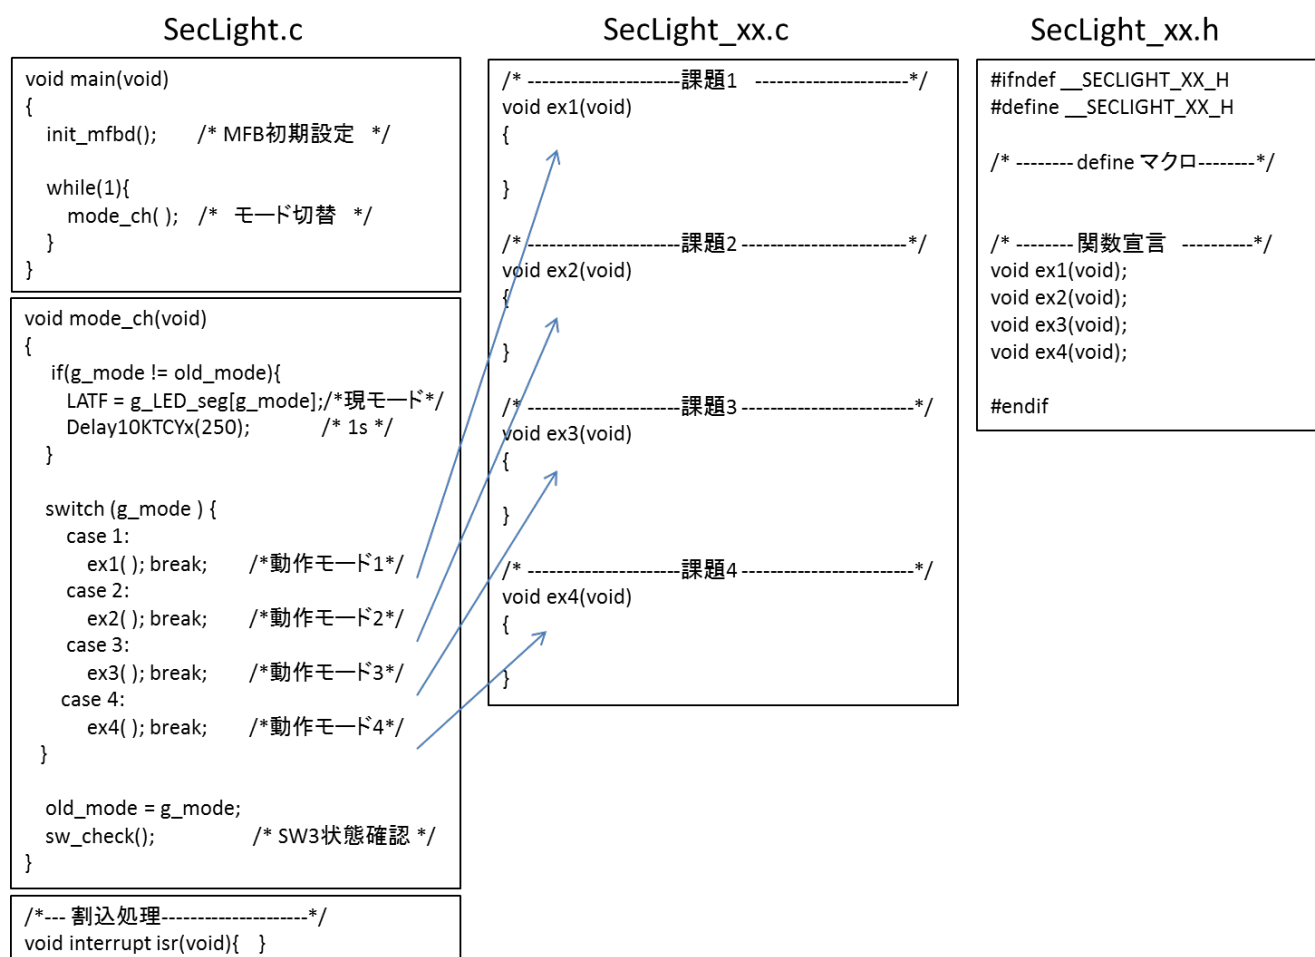 SecLight.c
void main(void)
{
init_mfbd(); /* MFB初期設定 */
while(1){
mode_ch( ); /* モード切替 */
}
}
void mode_ch(void)
{
if(g_mode != old_mode){
LATF = g_LED_seg[g_mode];/*現モード*/
Delay10KTCYx(250); /* 1s */
}
switch (g_mode ) {
case 1:
ex1( ); break; /*動作モード1*/
case 2:
ex2( ); break; /*動作モード2*/
case 3:
ex3( ); break; /*動作モード3*/
case 4:
ex4( ); break; /*動作モード4*/
}
old_mode = g_mode;
sw_check(); /* SW3状態確認 */
}
/*--- 割込処理---------------------*/
void interrupt isr(void){ }
SecLight_xx.c
/* ----------------------課題1 ----------------------*/
void ex1(void)
{
}
/* ----------------------課題2 ------------------------*/
void ex2(void)
{
}
/* ----------------------課題3 -------------------------*/
void ex3(void)
{
}
/* ----------------------課題4 -------------------------*/
void ex4(void)
{
}
SecLight_xx.h
#ifndef __SECLIGHT_XX_H
#define __SECLIGHT_XX_H
/* -------- define マクロ--------*/
/* -------- 関数宣言 ----------*/
void ex1(void);
void ex2(void);
void ex3(void);
void ex4(void);
#endif